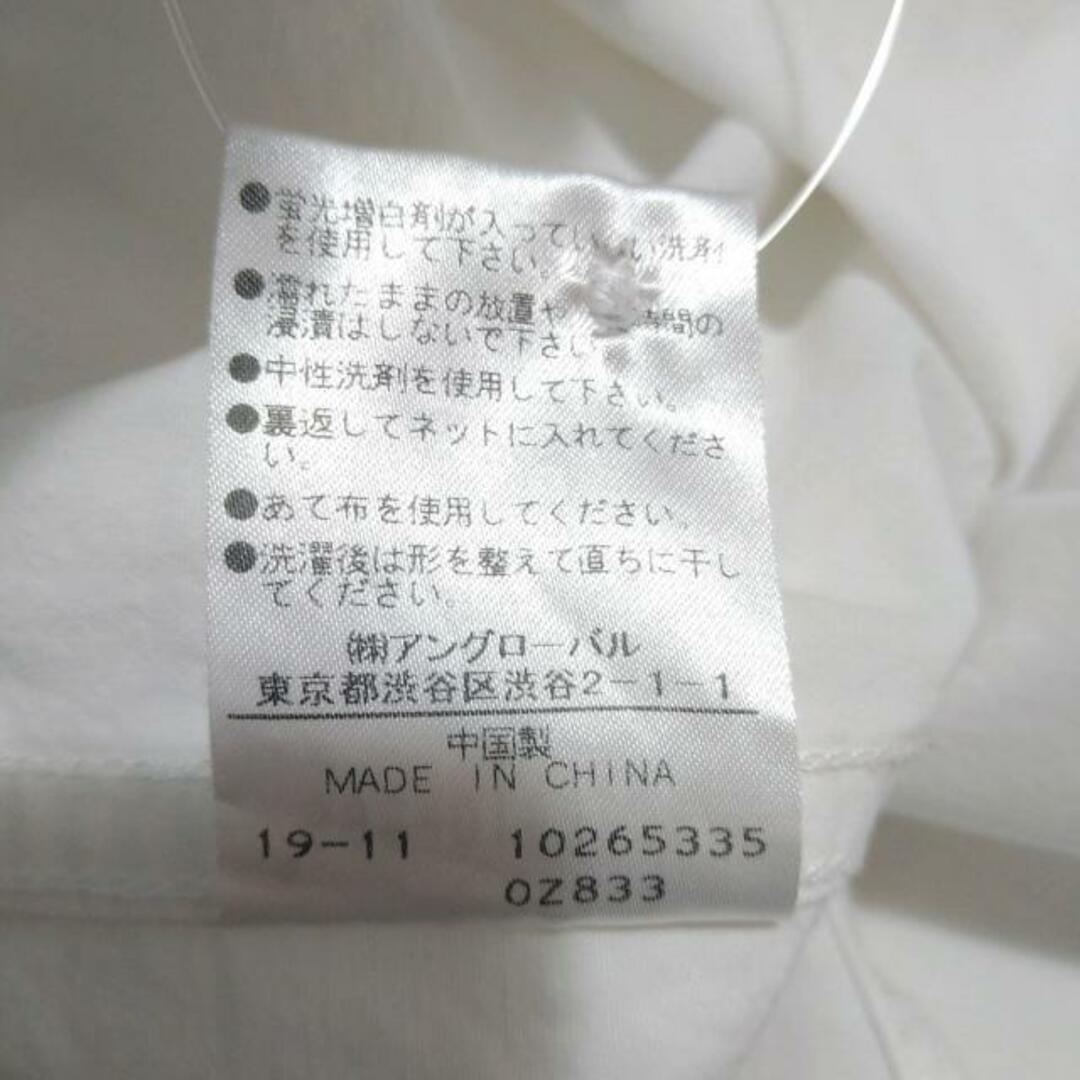 ●蛍光増白剤が入っていない洗剤
を使用して下さい。
●濡れたままの放置や 時間の
浸漬はしないで下さい
●中性洗剤を使用して下さい。
●裏返してネットに入れてくださ
い。
●あて布を使用してください。
●洗濯後は形を整えて直ちに干し
てください。
㈱アングローバル
東京都渋谷区渋谷2-1-1
中国製
MADE IN CHINA
19-11 10265335
OZ833